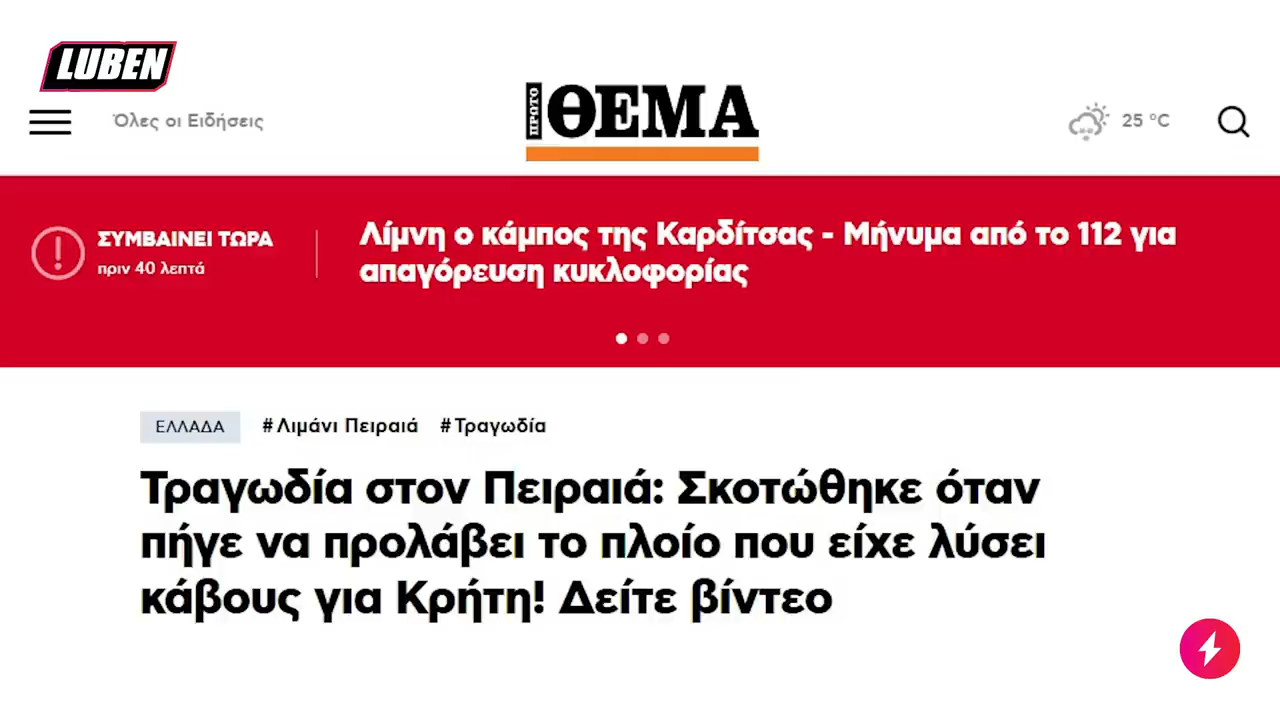 LUBEN
Όλες οι Ειδήσεις
ΠΡΩΤΟ ΘΕΜΑ
25 °C
ΣΥΜΒΑΙΝΕΙ ΤΩΡΑ
πριν 40 λεπτά
Λίμνη ο κάμπος της Καρδίτσας - Μήνυμα από το 112 για
απαγόρευση κυκλοφορίας
ΕΛΛΑΔΑ #Λιμάνι Πειραιά #Τραγωδία
Τραγωδία στον Πειραιά: Σκοτώθηκε όταν
πήγε να προλάβει το πλοίο που είχε λύσει
κάβους για Κρήτη! Δείτε βίντεο